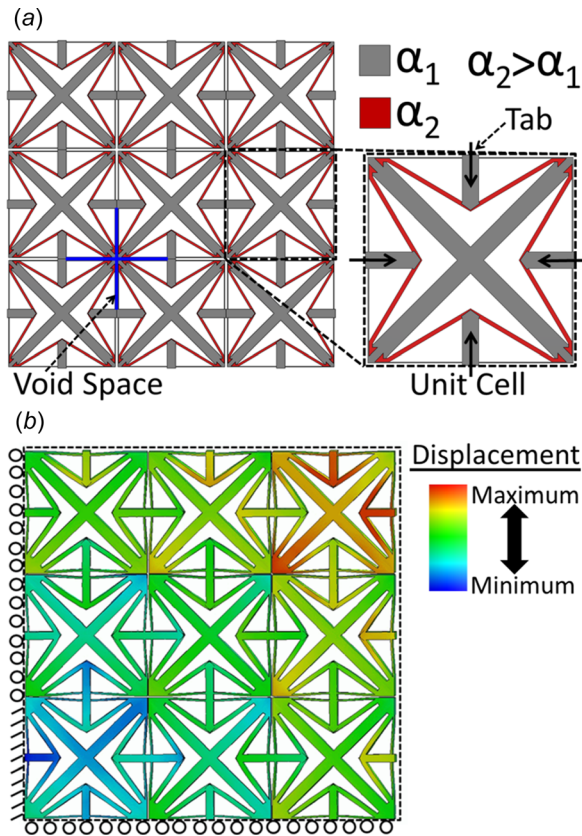 (a)
α1 α2>α1
α2
Tab
Void Space
Unit Cell
(b)
Displacement
Maximum
Minimum